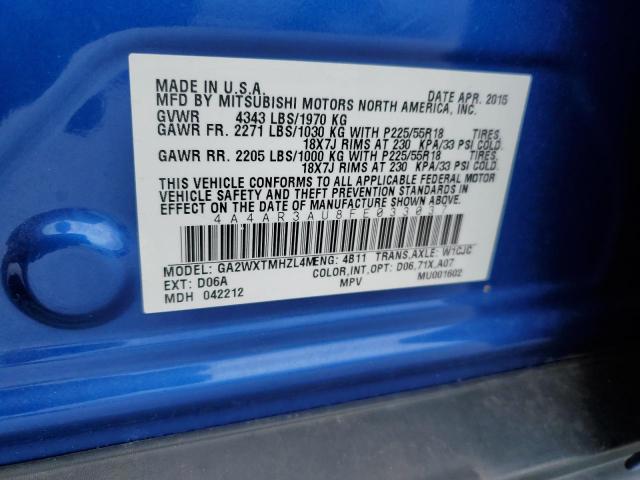 MADE IN U.S.A. DATE APR. 2015
MFD BY MITSUBISHI MOTORS NORTH AMERICA, INC.
GVWR 4343 LBS/1970 KG
GAWR FR. 2271 LBS/1030 KG WITH P225/55R18 TIRES,
18X7J RIMS AT 230 KPA/33 PSI COLD.
GAWR RR. 2205 LBS/1000 KG WITH P225/55R18 TIRES,
18X7J RIMS AT 230 KPA/33 PSI COLD.
THIS VEHICLE CONFORMS TO ALL APPLICABLE FEDERAL MOTOR
VEHICLE SAFETY AND THEFT PREVENTION STANDARDS IN
EFFECT ON THE DATE OF MANUFACTURE SHOWN ABOVE.
4A4AR3AU8FE033037
MODEL: GA2WXTMHZL4M ENG: 4B11 TRANS,AXLE: W1CJC
EXT: D06A COLOR,INT,OPT: D06,71X,A07
MDH 042212 MPV MU001602